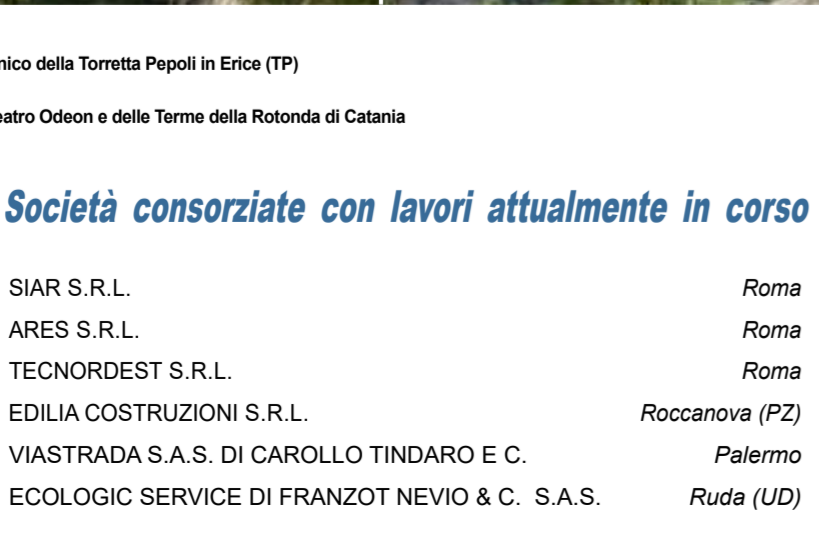 della Torretta Pepoli in Erice (TP)
Odeon e delle Terme della Rotonda di Catania
Società consorziate con lavori attualmente in corso
SIAR S.R.L. Roma
ARES S.R.L. Roma
TECNORDEST S.R.L. Roma
EDILIA COSTRUZIONI S.R.L. Roccanova (PZ)
VIASTRADA S.A.S. DI CAROLLO TINDARO E C. Palermo
ECOLOGIC SERVICE DI FRANZOT NEVIO & C. S.A.S. Ruda (UD)